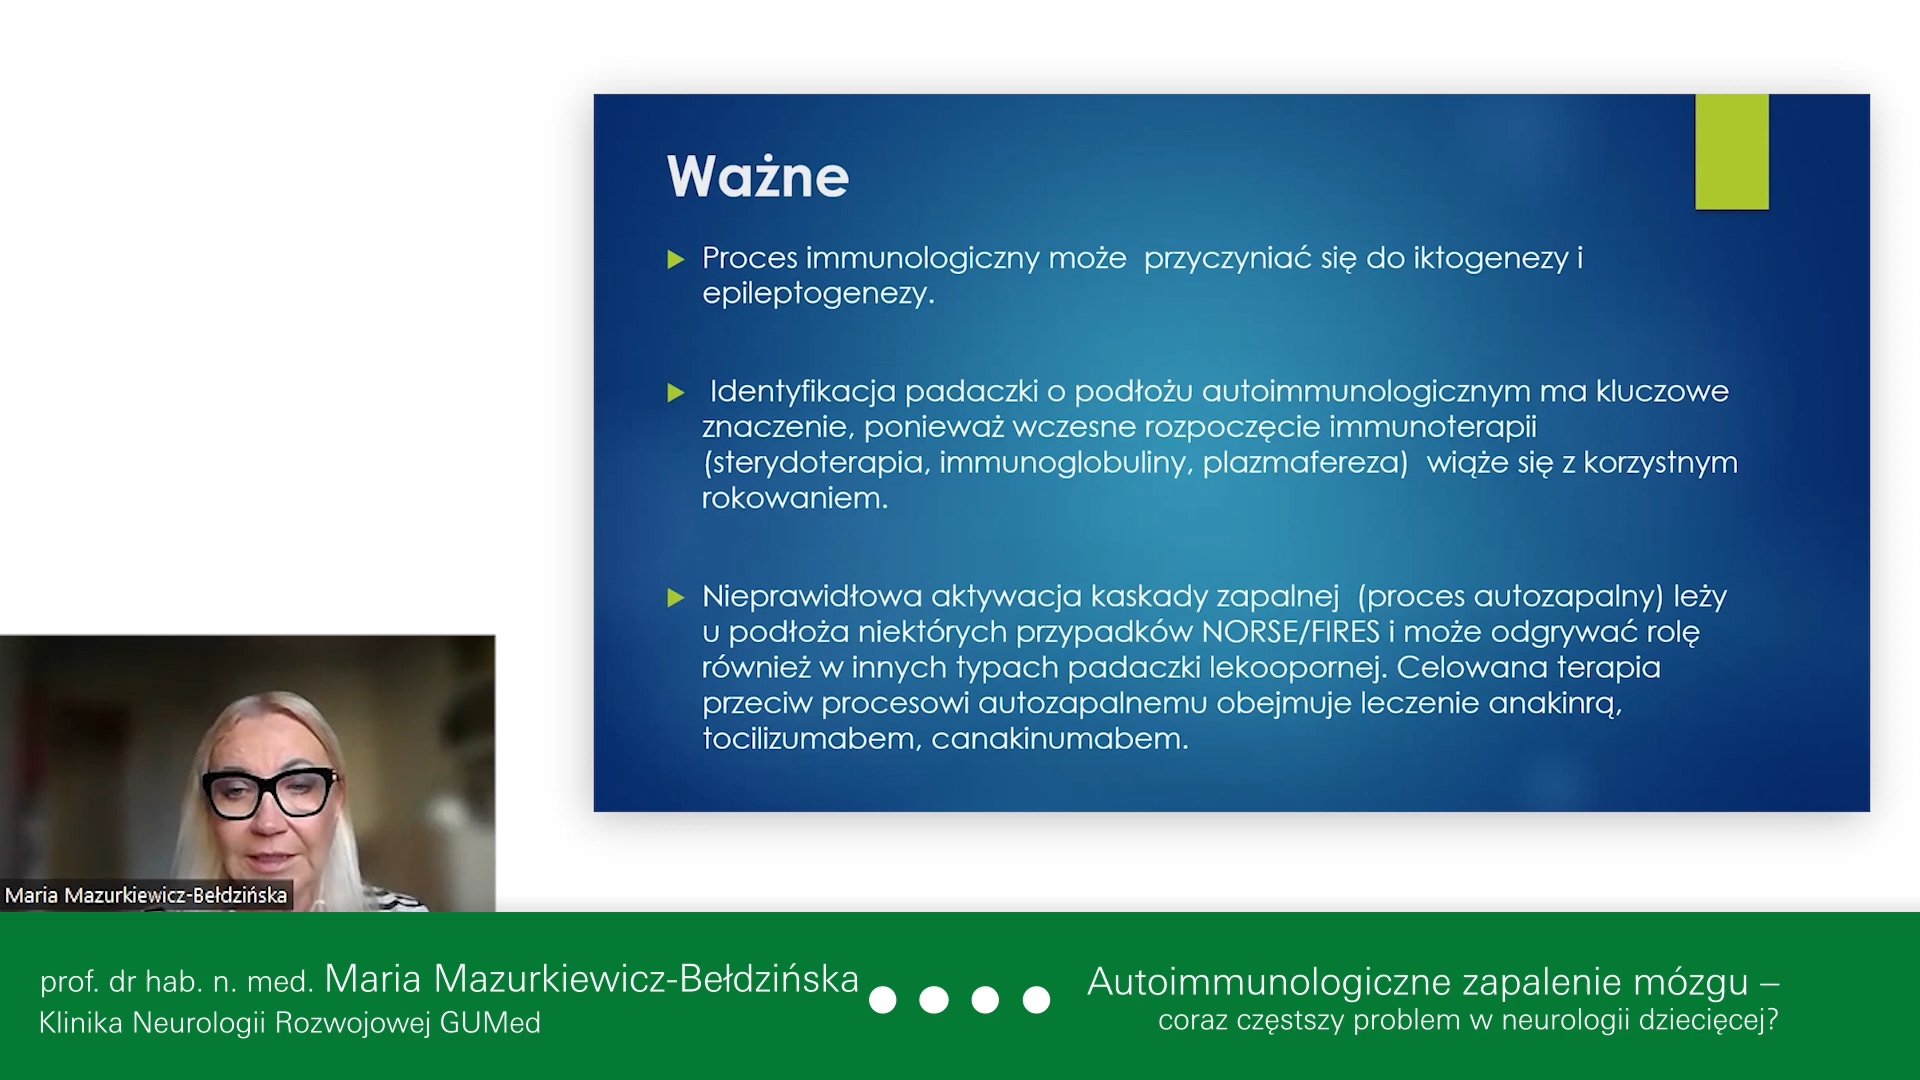 Ważne
Proces immunologiczny może  przyczyniać się do iktogenezy i
epileptogenezy.
Identyfikacja padaczki o podłożu autoimmunologicznym ma kluczowe
znaczenie, ponieważ wczesne rozpoczęcie immunoterapii
(sterydoterapia, immunoglobuliny, plazmafereza)  wiąże się z korzystnym
rokowaniem.
Nieprawidłowa aktywacja kaskady zapalnej  (proces autozapalny) leży
u podłoża niektórych przypadków NORSE/FIRES i może odgrywać rolę
również w innych typach padaczki lekoopornej. Celowana terapia
przeciw procesowi autozapalnemu obejmuje leczenie anakinrą,
tocilizumabem, canakinumabem.
Maria Mazurkiewicz-Bełdzińska
prof. dr hab. n. med. Maria Mazurkiewicz-Bełdzińska
Klinika Neurologii Rozwojowej GUMed
Autoimmunologiczne zapalenie mózgu –
coraz częstszy problem w neurologii dziecięcej?